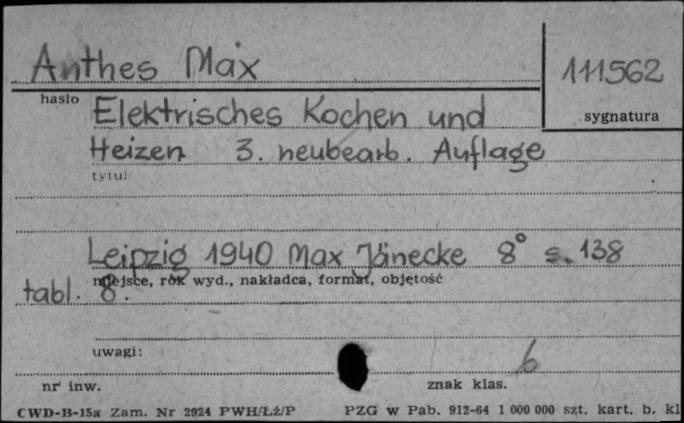 Anthes Max
111562
hasło
sygnatura
Elektrisches Kochen und
Heizen 3. neubearb. Auflage
tytuł
Leipzig 1940 Max Jänecke 8° s. 138
miejsce, rok wyd., nakładca, format, objętość
tabl. 8.
uwagi:
6
nr inw.
znak klas.
CWD-B-15a Zam. Nr 2924 PWH/Łź/P PZG w Pab. 912-64 1 000 000 szt. kart. b. kl